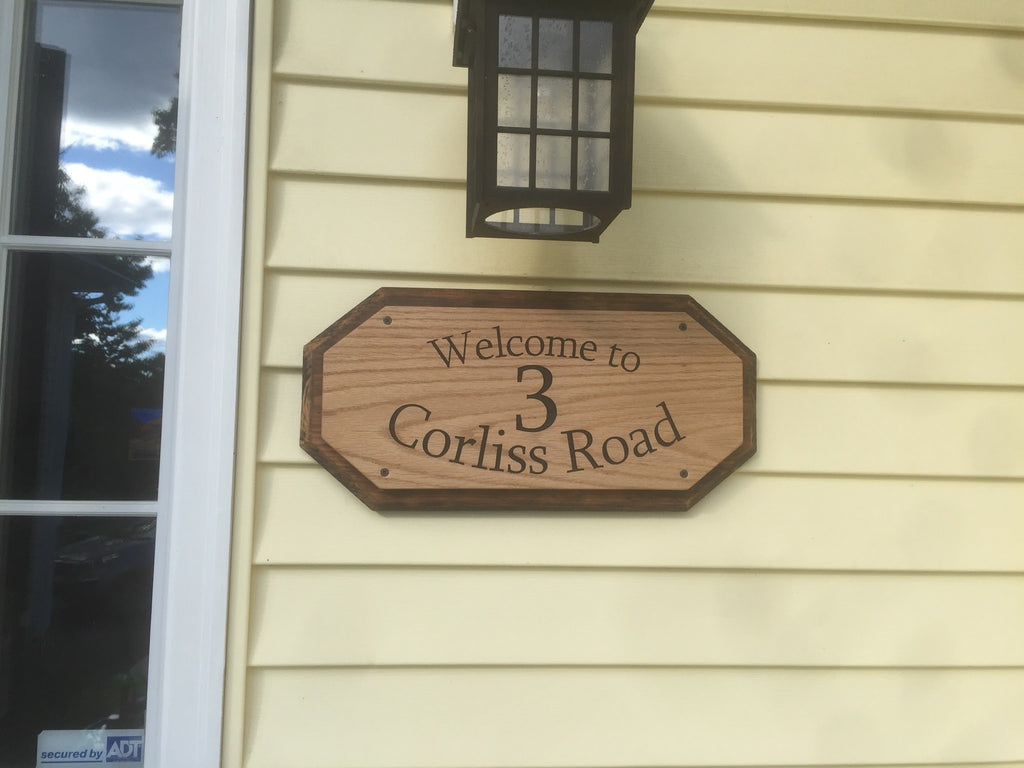 Welcome to
3
Corliss Road
secured by ADT